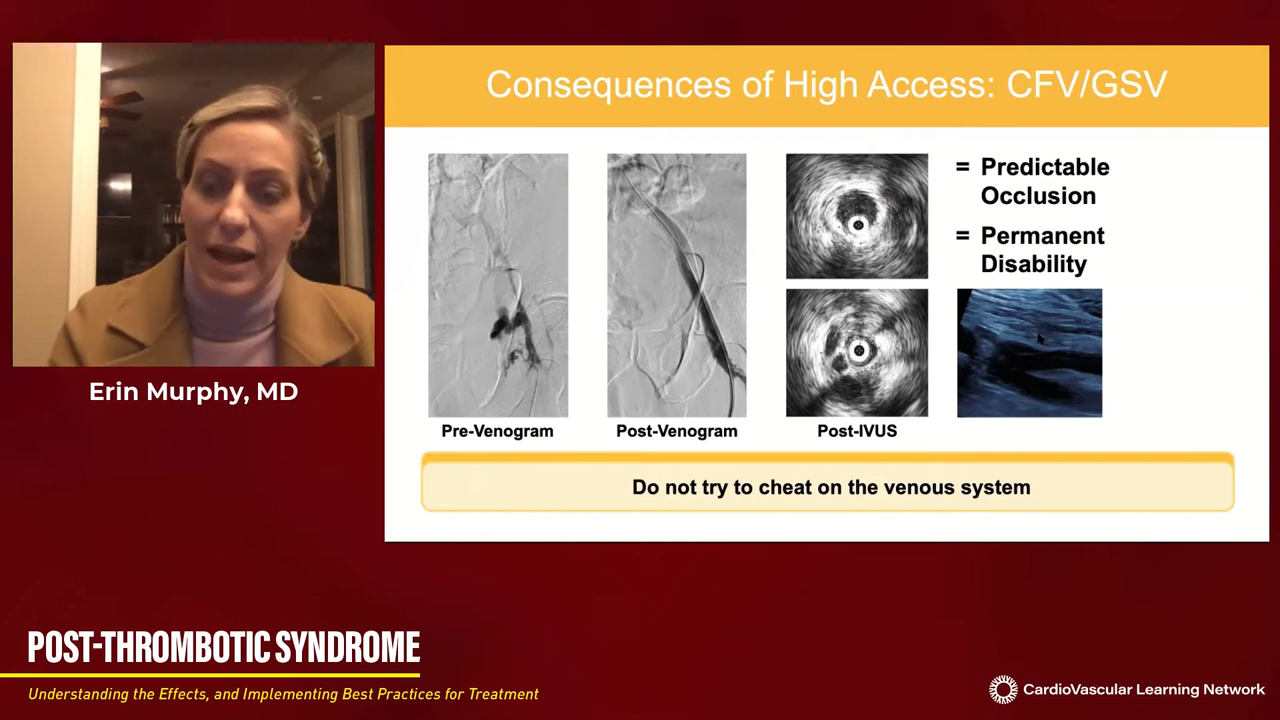 Consequences of High Access: CFV/GSV
= Predictable
Occlusion
= Permanent
Disability
Pre-Venogram
Post-Venogram
Post-IVUS
Do not try to cheat on the venous system
Erin Murphy, MD
POST-THROMBOTIC SYNDROME
Understanding the Effects, and Implementing Best Practices for Treatment
CardioVascular Learning Network